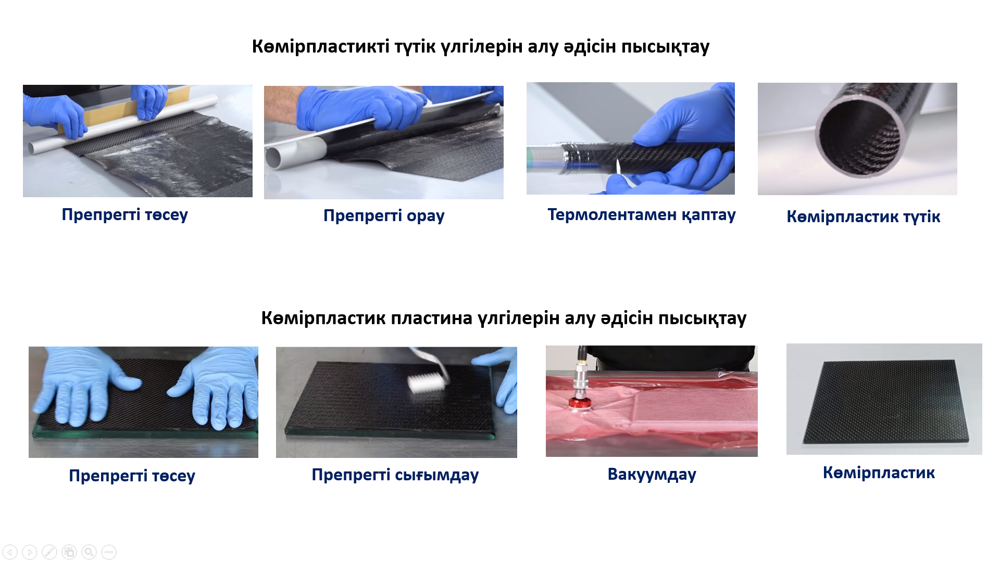 Көмірпластикті түтік үлгілерін алу әдісін пысықтау
Препрегті төсеу
Препрегті орау
Термолентамен қаптау
Көмірпластик түтік
Көмірпластик пластина үлгілерін алу әдісін пысықтау
Препрегті төсеу
Препрегті сығымдау
Вакуумдау
Көмірпластик